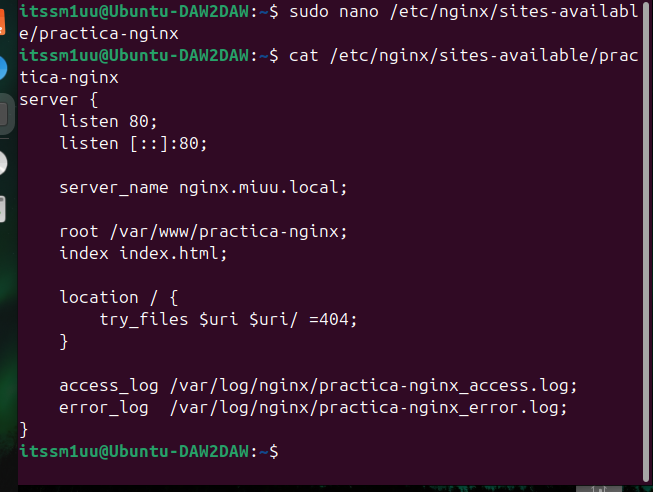 itssm1uu@Ubuntu-DAW2DAW:~$ sudo nano /etc/nginx/sites-availabl
e/practica-nginx
itssm1uu@Ubuntu-DAW2DAW:~$ cat /etc/nginx/sites-available/prac
tica-nginx
server {
    listen 80;
    listen [::]:80;

    server_name nginx.miuu.local;

    root /var/www/practica-nginx;
    index index.html;

    location / {
        try_files $uri $uri/ =404;
    }

    access_log /var/log/nginx/practica-nginx_access.log;
    error_log  /var/log/nginx/practica-nginx_error.log;
}
itssm1uu@Ubuntu-DAW2DAW:~$